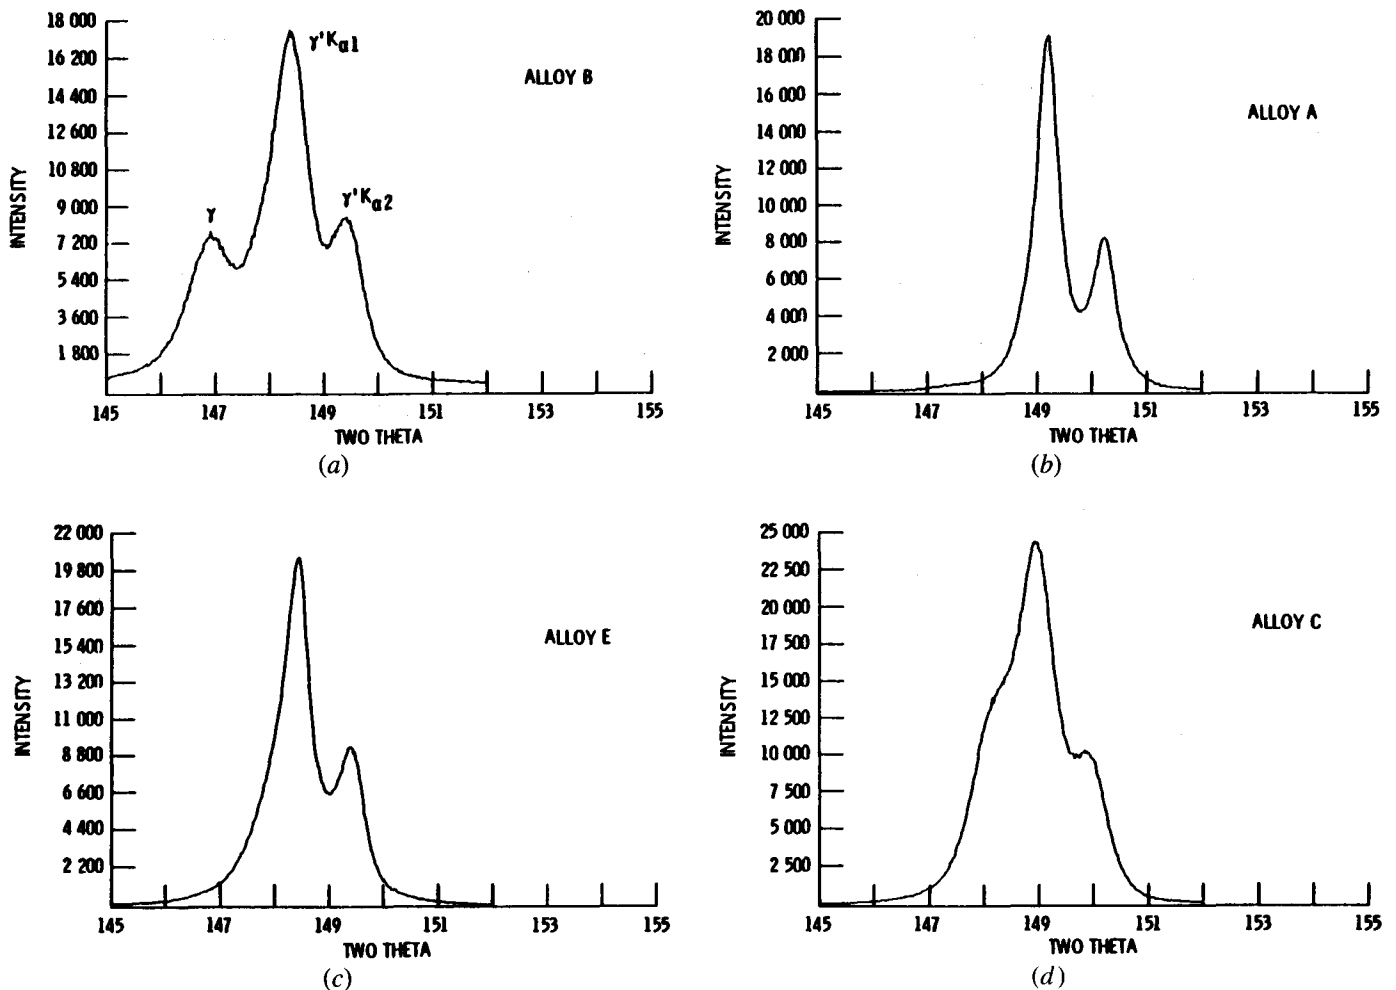 18 000
16 200
14 400
12 600
10 800
9 000
7 200
5 400
3 600
1 800
INTENSITY
γ
γ'Kα1
γ'Kα2
ALLOY B
145 147 149 151 153 155
TWO THETA
(a)
20 000
18 000
16 000
14 000
12 000
10 000
8 000
6 000
4 000
2 000
INTENSITY
ALLOY A
145 147 149 151 153 155
TWO THETA
(b)
22 000
19 800
17 600
15 400
13 200
11 000
8 800
6 600
4 400
2 200
INTENSITY
ALLOY E
145 147 149 151 153 155
TWO THETA
(c)
25 000
22 500
20 000
17 500
15 000
12 500
10 000
7 500
5 000
2 500
INTENSITY
ALLOY C
145 147 149 151 153 155
TWO THETA
(d)